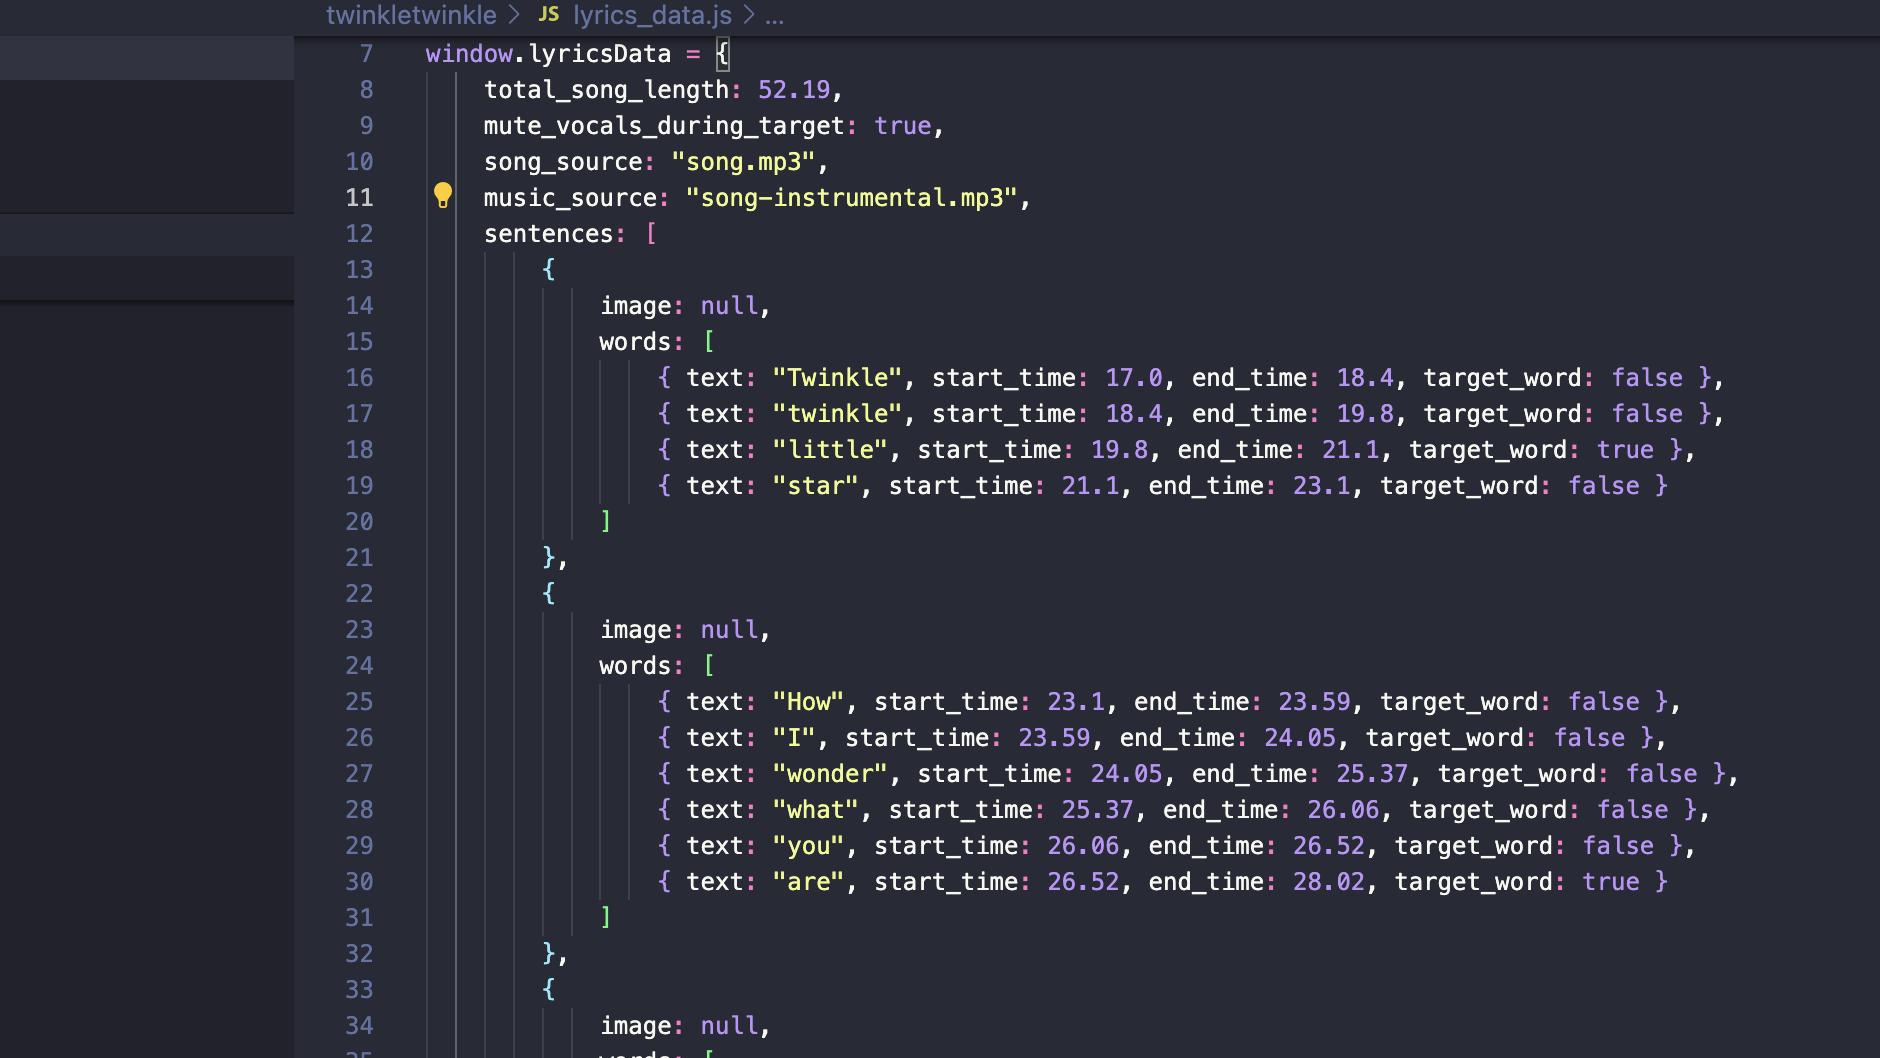 twinkletwinkle > JS lyrics_data.js > ...
7 window.lyricsData = {
8 total_song_length: 52.19,
9 mute_vocals_during_target: true,
10 song_source: "song.mp3",
11 music_source: "song-instrumental.mp3",
12 sentences: [
13 {
14 image: null,
15 words: [
16 { text: "Twinkle", start_time: 17.0, end_time: 18.4, target_word: false },
17 { text: "twinkle", start_time: 18.4, end_time: 19.8, target_word: false },
18 { text: "little", start_time: 19.8, end_time: 21.1, target_word: true },
19 { text: "star", start_time: 21.1, end_time: 23.1, target_word: false }
20 ]
21 },
22 {
23 image: null,
24 words: [
25 { text: "How", start_time: 23.1, end_time: 23.59, target_word: false },
26 { text: "I", start_time: 23.59, end_time: 24.05, target_word: false },
27 { text: "wonder", start_time: 24.05, end_time: 25.37, target_word: false },
28 { text: "what", start_time: 25.37, end_time: 26.06, target_word: false },
29 { text: "you", start_time: 26.06, end_time: 26.52, target_word: false },
30 { text: "are", start_time: 26.52, end_time: 28.02, target_word: true }
31 ]
32 },
33 {
34 image: null,